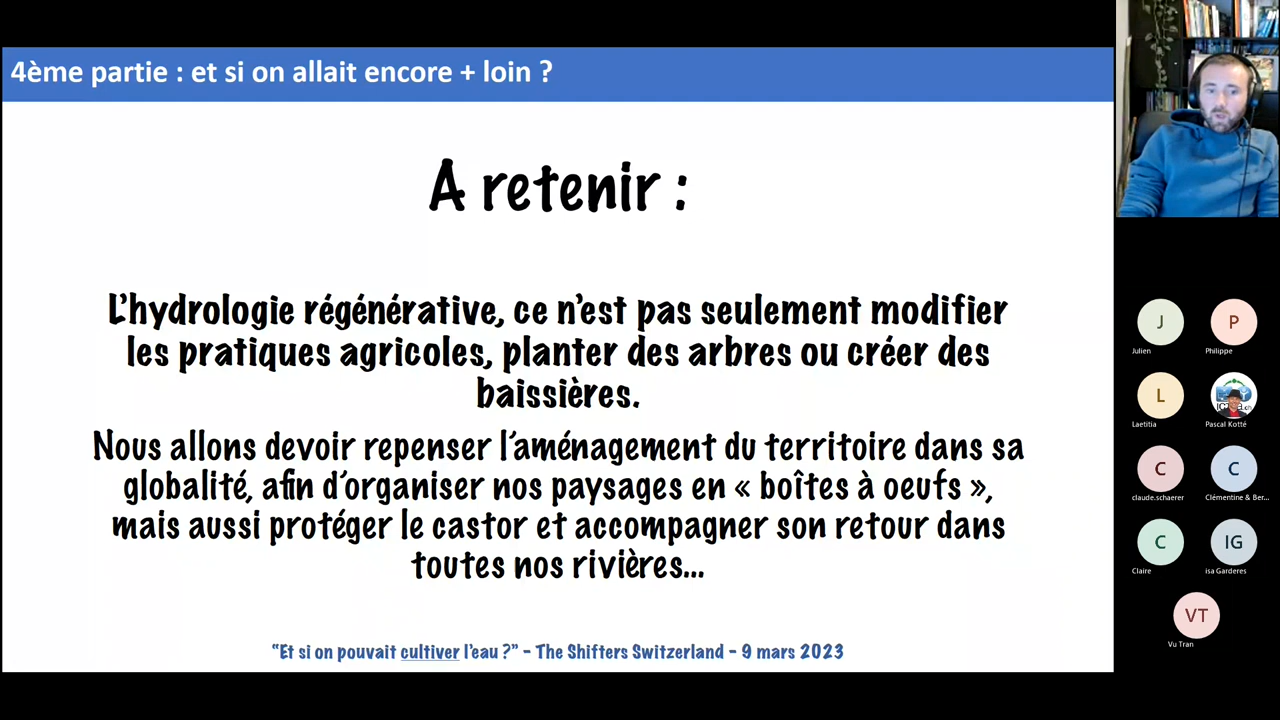 4ème partie : et si on allait encore + loin ?
A retenir :
L'hydrologie régénérative, ce n'est pas seulement modifier
les pratiques agricoles, planter des arbres ou créer des
baissières.
Nous allons devoir repenser l'aménagement du territoire dans sa
globalité, afin d'organiser nos paysages en « boîtes à oeufs »,
mais aussi protéger le castor et accompagner son retour dans
toutes nos rivières...
"Et si on pouvait cultiver l'eau ?" - The Shifters Switzerland - 9 mars 2023
J
P
Julien
Philippe
L
Laetitia
Pascal Kotté
C
C
claude.schaerer
Clémentine & Ber...
C
IG
Claire
isa Garderes
VT
Vu Tran